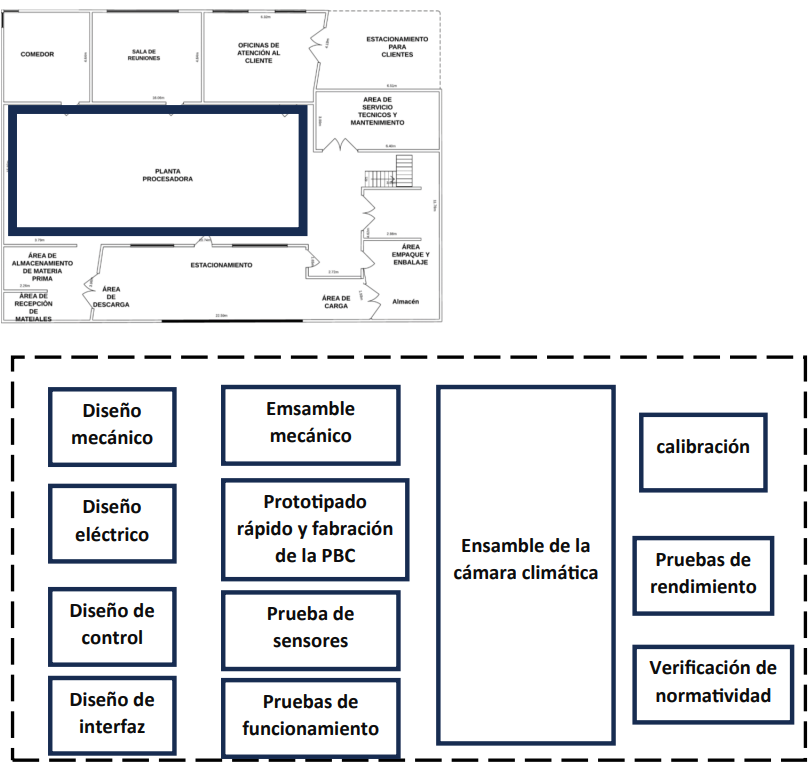 COMEDOR
SALA DE
REUNIONES
OFICINAS DE
ATENCIÓN AL
CLIENTE
ESTACIONAMIENTO
PARA
CLIENTES
AREA DE
SERVICIO
TECNICOS Y
MANTENIMIENTO
PLANTA
PROCESADORA
ÁREA DE
ALMACENAMIENTO
DE MATERIA
PRIMA
ÁREA DE
RECEPCIÓN
DE
MATEIALES
ÁREA
DE
DESCARGA
ESTACIONAMIENTO
ÁREA DE
CARGA
ÁREA
EMPAQUE Y
ENBALAJE
Almacén
Diseño
mecánico
Diseño
eléctrico
Diseño de
control
Diseño de
interfaz
Emsamble
mecánico
Prototipado
rápido y fabración
de la PBC
Prueba de
sensores
Pruebas de
funcionamiento
Ensamble de la
cámara climática
calibración
Pruebas de
rendimiento
Verificación de
normatividad